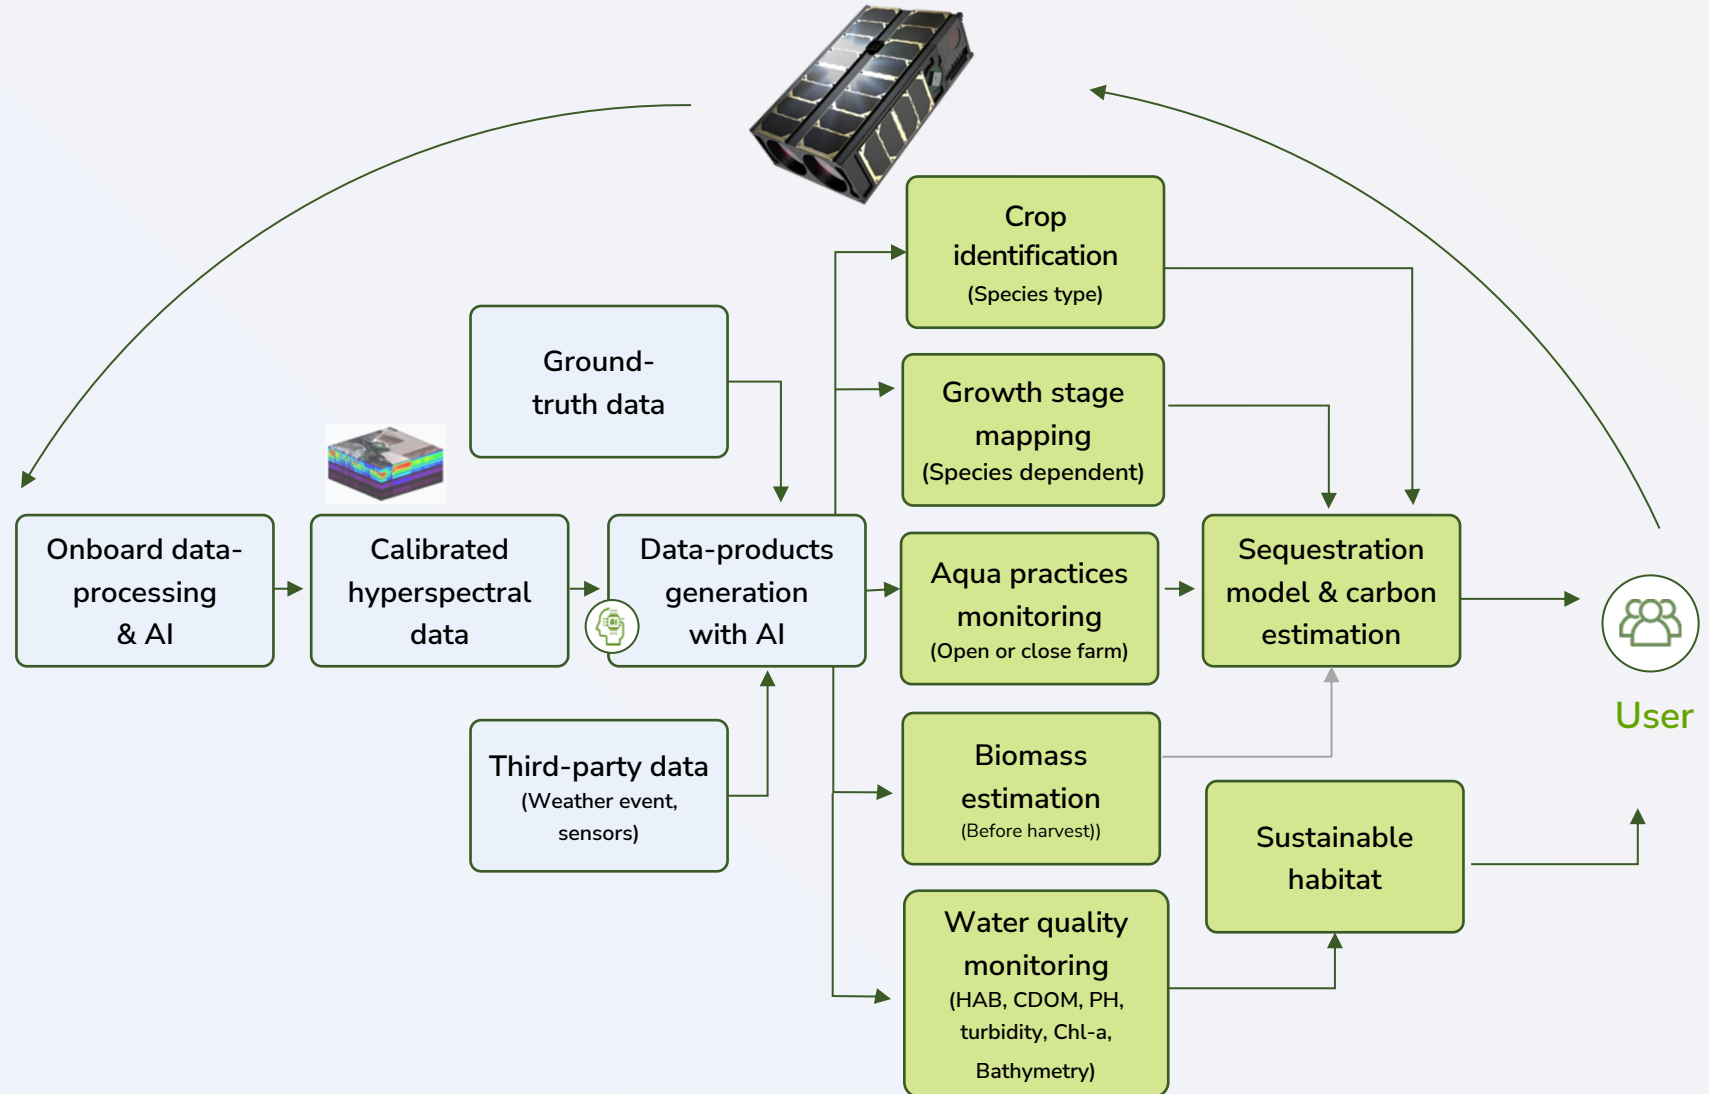 Crop
identification
(Species type)
Ground-
truth data
Growth stage
mapping
(Species dependent)
Onboard data-
processing
& AI
Calibrated
hyperspectral
data
Data-products
generation
with AI
Aqua practices
monitoring
(Open or close farm)
Sequestration
model & carbon
estimation
User
Third-party data
(Weather event,
sensors)
Biomass
estimation
(Before harvest))
Sustainable
habitat
Water quality
monitoring
(HAB, CDOM, PH,
turbidity, Chl-a,
Bathymetry)